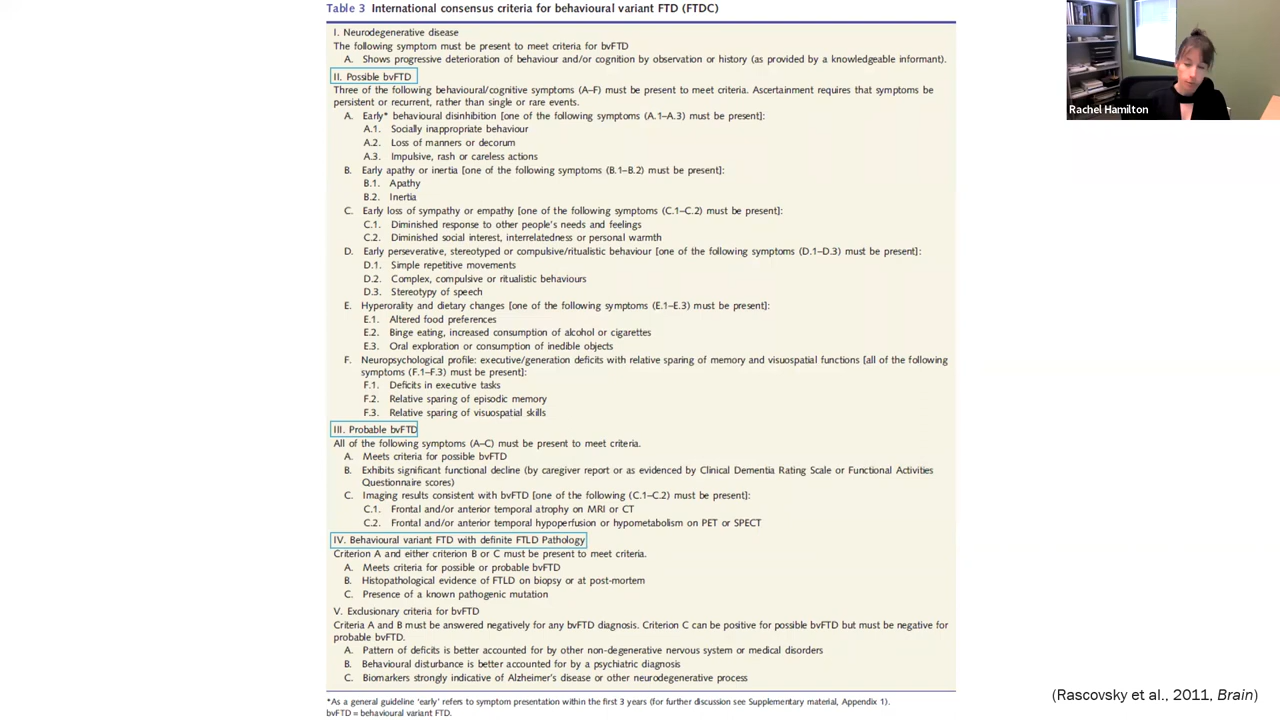 Table 3 International consensus criteria for behavioural variant FTD (FTDC)
I. Neurodegenerative disease
The following symptom must be present to meet criteria for bvFTD
A. Shows progressive deterioration of behaviour and/or cognition by observation or history (as provided by a knowledgeable informant).
II. Possible bvFTD
Three of the following behavioural/cognitive symptoms (A–F) must be present to meet criteria. Ascertainment requires that symptoms be
persistent or recurrent, rather than single or rare events.
A. Early* behavioural disinhibition [one of the following symptoms (A.1–A.3) must be present]:
A.1. Socially inappropriate behaviour
A.2. Loss of manners or decorum
A.3. Impulsive, rash or careless actions
B. Early apathy or inertia [one of the following symptoms (B.1–B.2) must be present]:
B.1. Apathy
B.2. Inertia
C. Early loss of sympathy or empathy [one of the following symptoms (C.1–C.2) must be present]:
C.1. Diminished response to other people's needs and feelings
C.2. Diminished social interest, interrelatedness or personal warmth
D. Early perseverative, stereotyped or compulsive/ritualistic behaviour [one of the following symptoms (D.1–D.3) must be present]:
D.1. Simple repetitive movements
D.2. Complex, compulsive or ritualistic behaviours
D.3. Stereotypy of speech
E. Hyperorality and dietary changes [one of the following symptoms (E.1–E.3) must be present]:
E.1. Altered food preferences
E.2. Binge eating, increased consumption of alcohol or cigarettes
E.3. Oral exploration or consumption of inedible objects
F. Neuropsychological profile: executive/generation deficits with relative sparing of memory and visuospatial functions [all of the following
symptoms (F.1–F.3) must be present]:
F.1. Deficits in executive tasks
F.2. Relative sparing of episodic memory
F.3. Relative sparing of visuospatial skills
III. Probable bvFTD
All of the following symptoms (A–C) must be present to meet criteria.
A. Meets criteria for possible bvFTD
B. Exhibits significant functional decline (by caregiver report or as evidenced by Clinical Dementia Rating Scale or Functional Activities
Questionnaire scores)
C. Imaging results consistent with bvFTD [one of the following (C.1–C.2) must be present]:
C.1. Frontal and/or anterior temporal atrophy on MRI or CT
C.2. Frontal and/or anterior temporal hypoperfusion or hypometabolism on PET or SPECT
IV. Behavioural variant FTD with definite FTLD Pathology
Criterion A and either criterion B or C must be present to meet criteria.
A. Meets criteria for possible or probable bvFTD
B. Histopathological evidence of FTLD on biopsy or at post-mortem
C. Presence of a known pathogenic mutation
V. Exclusionary criteria for bvFTD
Criteria A and B must be answered negatively for any bvFTD diagnosis. Criterion C can be positive for possible bvFTD but must be negative for
probable bvFTD.
A. Pattern of deficits is better accounted for by other non-degenerative nervous system or medical disorders
B. Behavioural disturbance is better accounted for by a psychiatric diagnosis
C. Biomarkers strongly indicative of Alzheimer's disease or other neurodegenerative process
*As a general guideline 'early' refers to symptom presentation within the first 3 years (for further discussion see Supplementary material, Appendix 1).
bvFTD = behavioural variant FTD.
Rachel Hamilton
(Rascovsky et al., 2011, Brain)